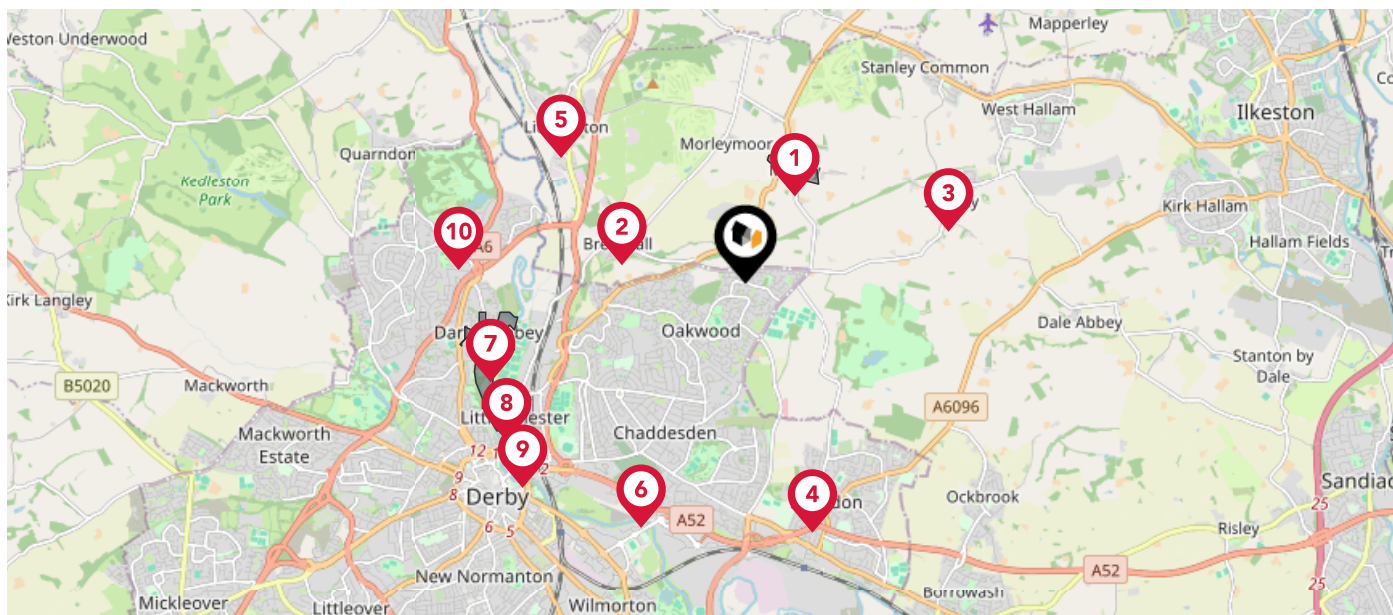 Mapperley
Weston Underwood
Stanley Common
West Hallam
Ilkeston
5
Morleymoor
1
Quarndon
Kedleston
Park
3
Kirk Hallam
2
10
A6
Hallam Fields
Kirk Langley
Oakwood
Dale Abbey
7
Stanton by
Dale
B5020
Mackworth
8
A6096
Mackworth
Estate
Chaddesden
12
9
9
8
Derby
6
4
Ockbrook
25
A52
6
5
Risley
A52
25
New Normanton
Borrowash
Mickleover
Littleover
Wilmorton